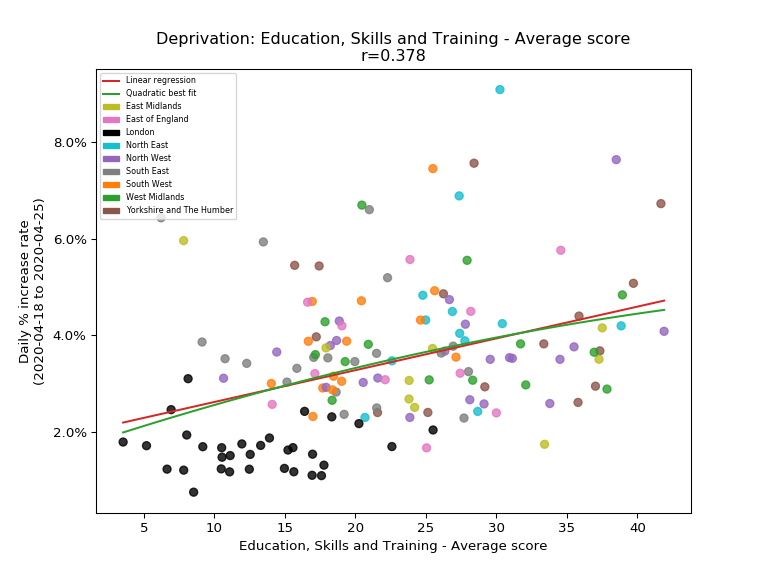 Deprivation: Education, Skills and Training - Average score
r=0.378
Linear regression
Quadratic best fit
East Midlands
East of England
London
North East
North West
South East
South West
West Midlands
Yorkshire and The Humber
8.0%
6.0%
4.0%
2.0%
Daily % increase rate
(2020-04-18 to 2020-04-25)
5 10 15 20 25 30 35 40
Education, Skills and Training - Average score